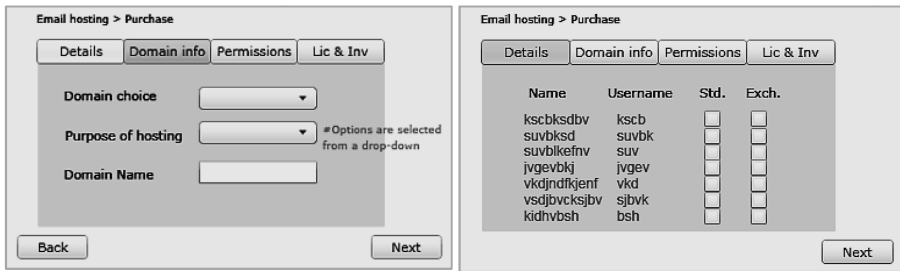 Email hosting > Purchase
Details Domain info Permissions Lic & Inv
Domain choice
Purpose of hosting
#Options are selected
from a drop-down
Domain Name
Back Next
Email hosting > Purchase
Details Domain info Permissions Lic & Inv
Name Username Std. Exch.
kscbksdbv kscb
suvbksd suvbk
suvblkefnv suv
jvgevbkj jvgev
vkdjndfkjenf vkd
vsdjbvcksjbv sjbvk
kidhvbsh bsh
Next